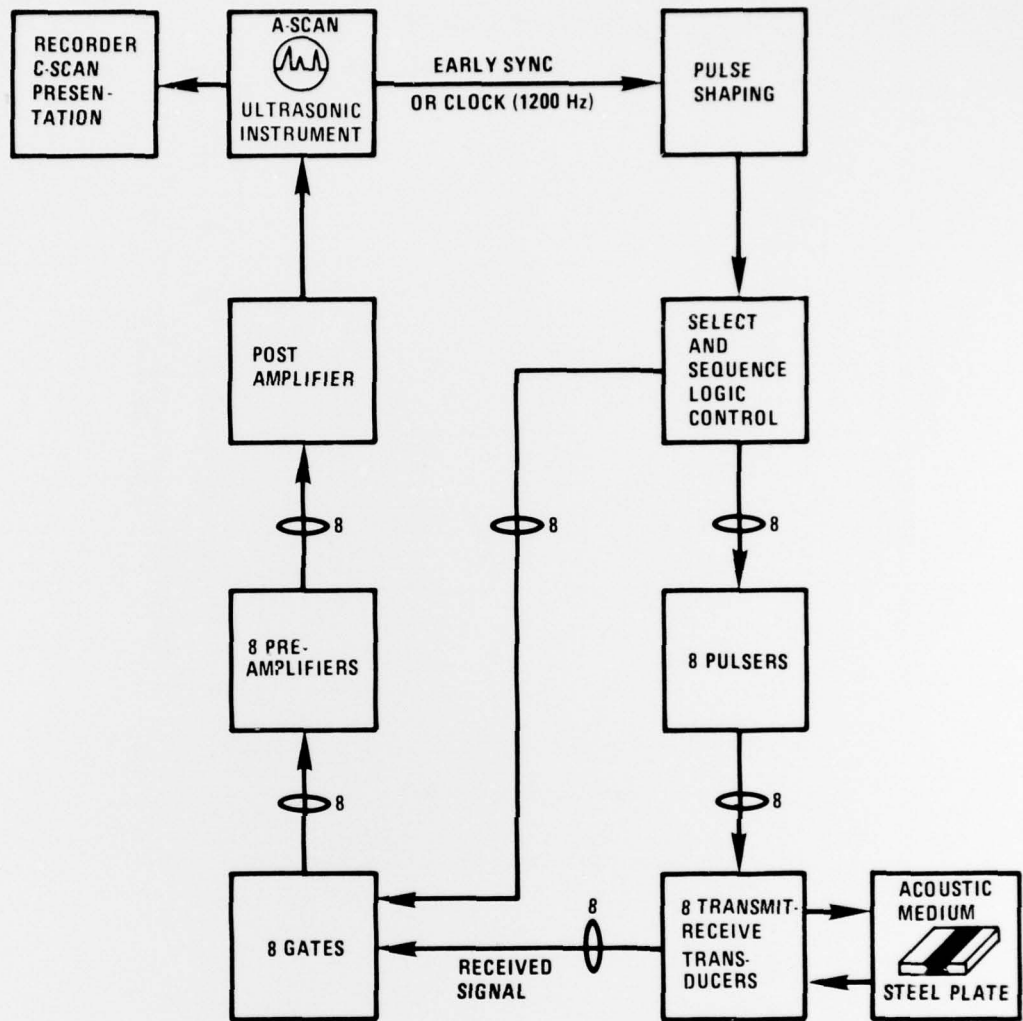 RECORDER
C-SCAN
PRESEN-
TATION
A-SCAN
ULTRASONIC
INSTRUMENT
EARLY SYNC
OR CLOCK (1200 Hz)
PULSE
SHAPING
POST
AMPLIFIER
SELECT
AND
SEQUENCE
LOGIC
CONTROL
8
8
8
8 PRE-
AMPLIFIERS
8 PULSERS
8
8
8 GATES
8
RECEIVED
SIGNAL
8 TRANSMIT-
RECEIVE
TRANS-
DUCERS
ACOUSTIC
MEDIUM
STEEL PLATE